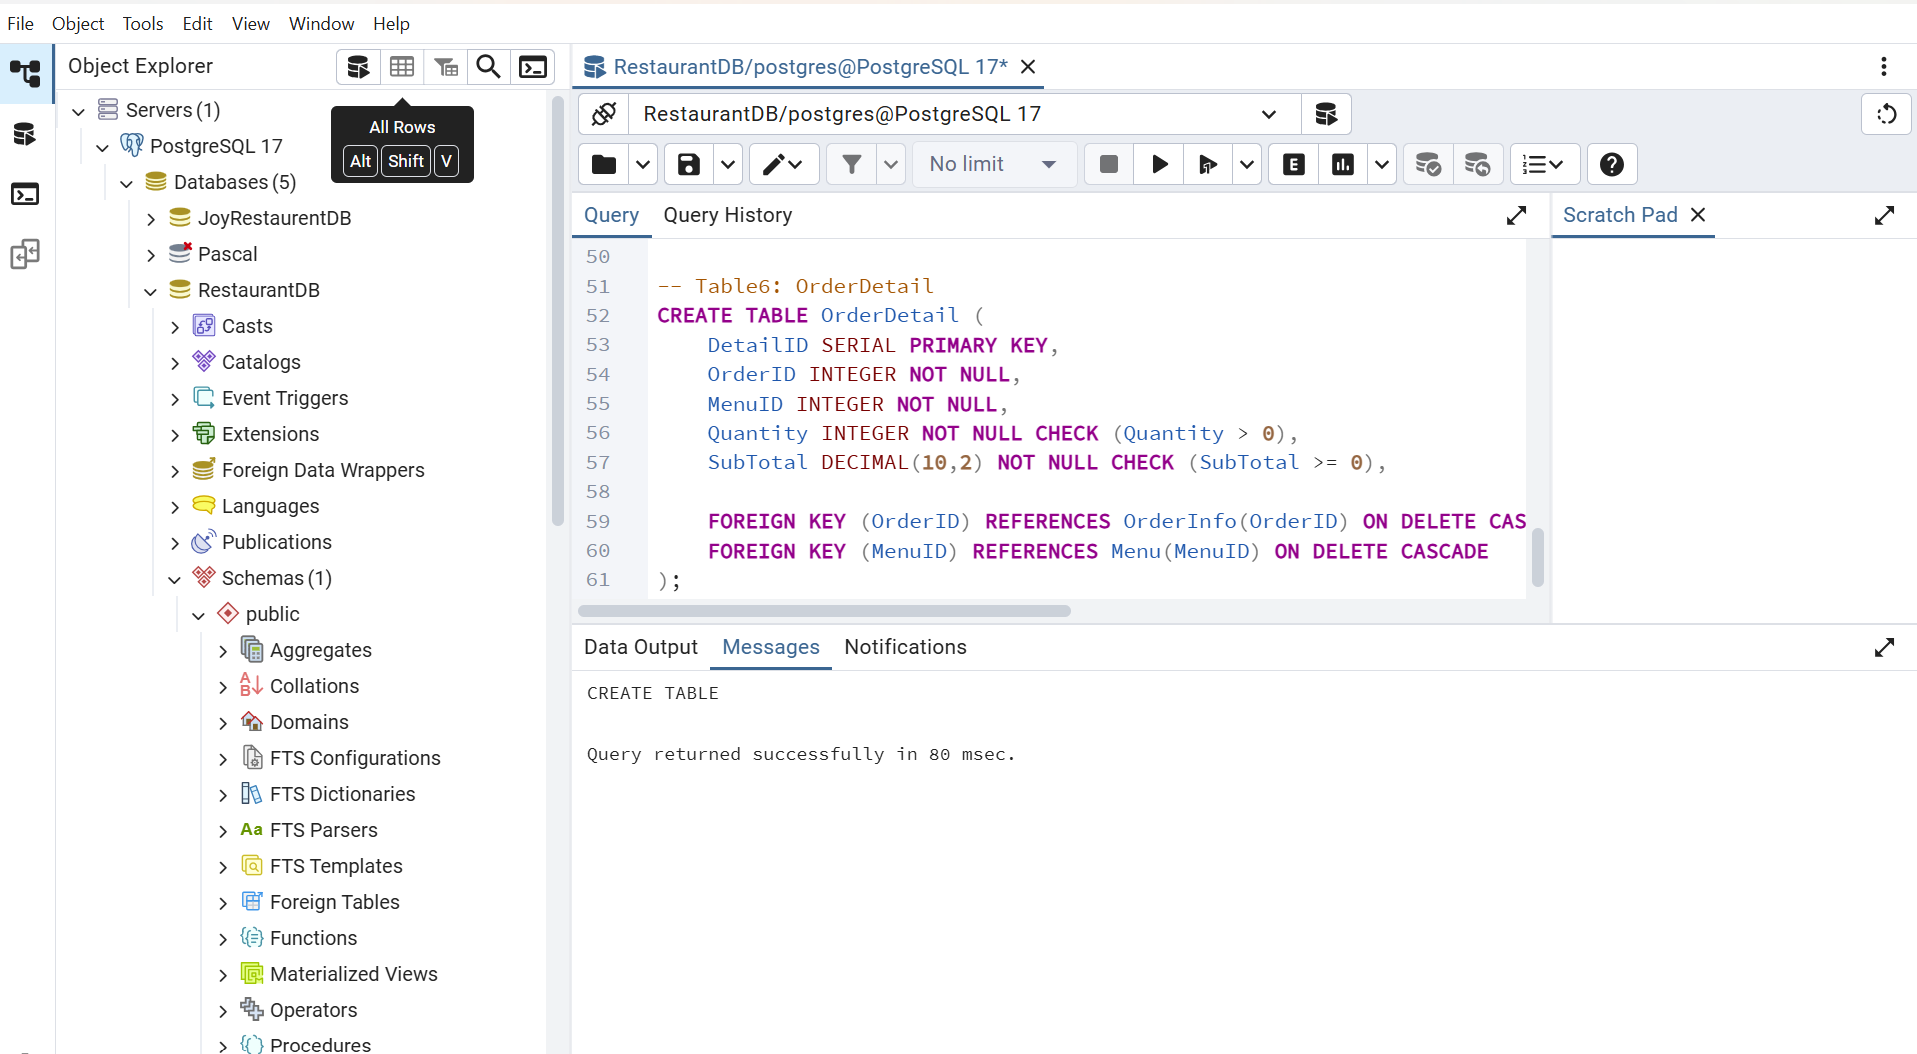 File Object Tools Edit View Window Help
Object Explorer
All Rows
Alt Shift V
Servers (1)
PostgreSQL 17
Databases (5)
JoyRestaurentDB
Pascal
RestaurantDB
Casts
Catalogs
Event Triggers
Extensions
Foreign Data Wrappers
Languages
Publications
Schemas (1)
public
Aggregates
Collations
Domains
FTS Configurations
FTS Dictionaries
Aa FTS Parsers
FTS Templates
Foreign Tables
Functions
Materialized Views
Operators
Procedures
RestaurantDB/postgres@PostgreSQL 17*
RestaurantDB/postgres@PostgreSQL 17
No limit
E
Query Query History
Scratch Pad
50
51 -- Table6: OrderDetail
52 CREATE TABLE OrderDetail (
53 DetailID SERIAL PRIMARY KEY,
54 OrderID INTEGER NOT NULL,
55 MenuID INTEGER NOT NULL,
56 Quantity INTEGER NOT NULL CHECK (Quantity > 0),
57 SubTotal DECIMAL(10,2) NOT NULL CHECK (SubTotal >= 0),
58
59 FOREIGN KEY (OrderID) REFERENCES OrderInfo(OrderID) ON DELETE CAS
60 FOREIGN KEY (MenuID) REFERENCES Menu(MenuID) ON DELETE CASCADE
61 );
Data Output Messages Notifications
CREATE TABLE
Query returned successfully in 80 msec.